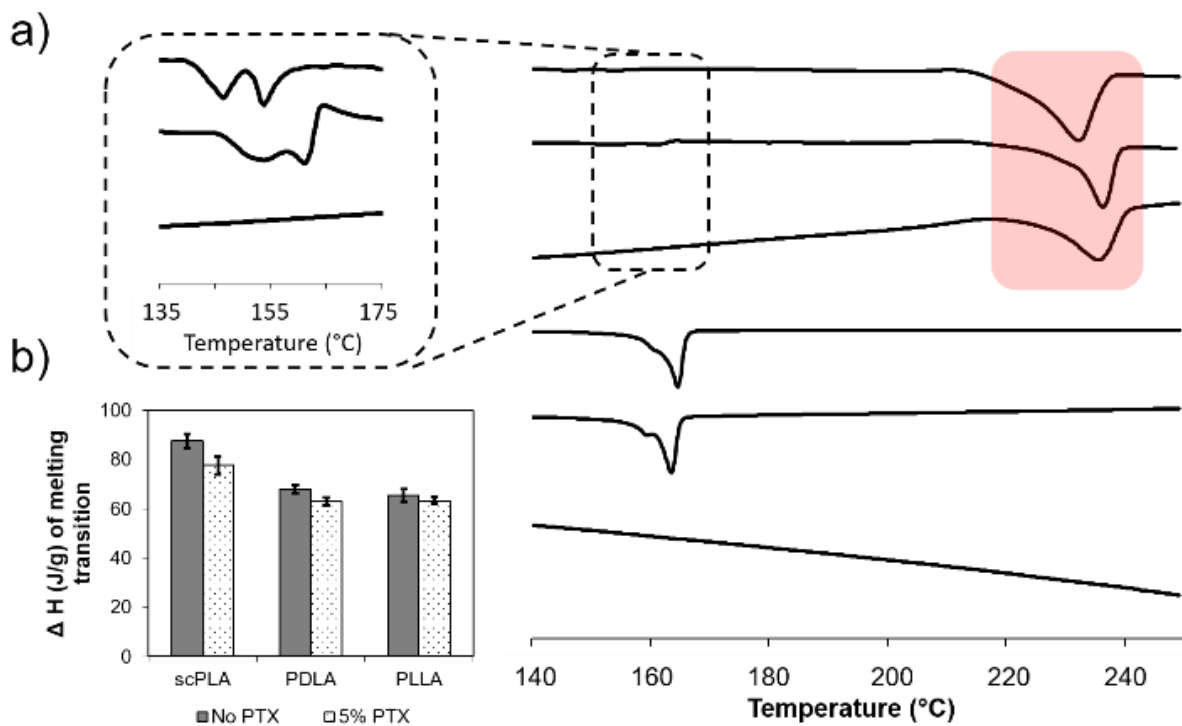 a)
135 155 175
Temperature (°C)
b)
100
80
60
40
20
0
Δ H (J/g) of melting
transition
scPLA PDLA PLLA
No PTX 5% PTX
140 160 180 200 220 240
Temperature (°C)